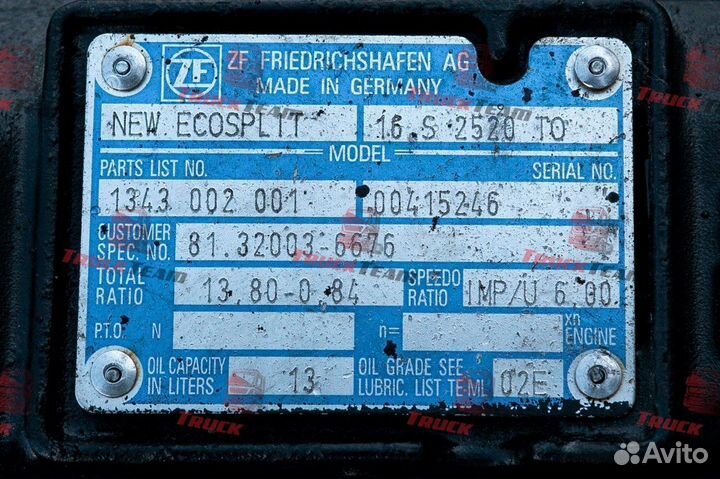 ZF ZF FRIEDRICHSHAFEN AG
MADE IN GERMANY
NEW ECOSPLIT 16 S 2520 TO
MODEL
PARTS LIST NO. SERIAL NO.
1343 002 001 00415246
CUSTOMER SPEC. NO. 81.32003-6676
TOTAL RATIO 13,80-0,84 SPEEDO RATIO IMP/U 6,00
P.T.O. N n= xn ENGINE
OIL CAPACITY IN LITERS 13 OIL GRADE SEE LUBRIC. LIST TE ML 02E
TRUCK TEAM
Avito